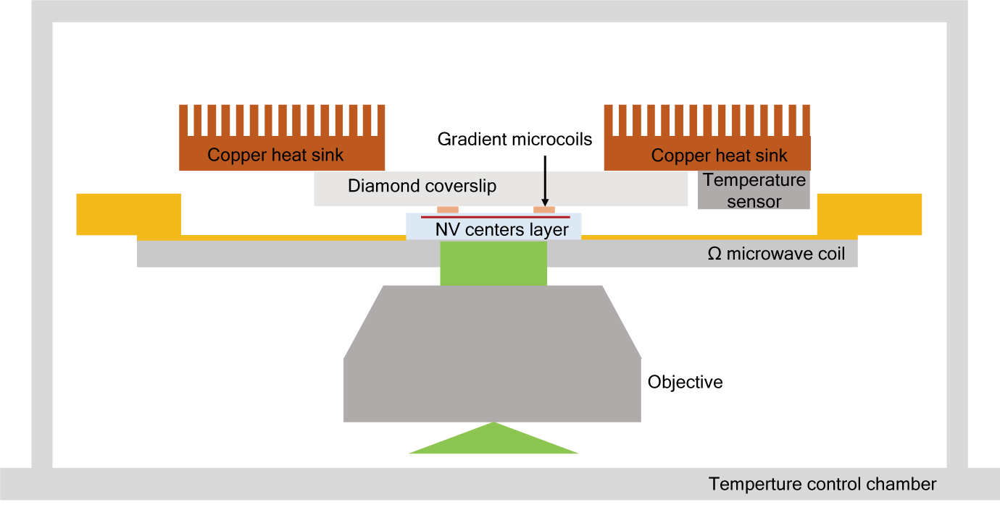 Gradient microcoils
Copper heat sink
Copper heat sink
Diamond coverslip
Temperature
sensor
NV centers layer
Ω microwave coil
Objective
Temperture control chamber